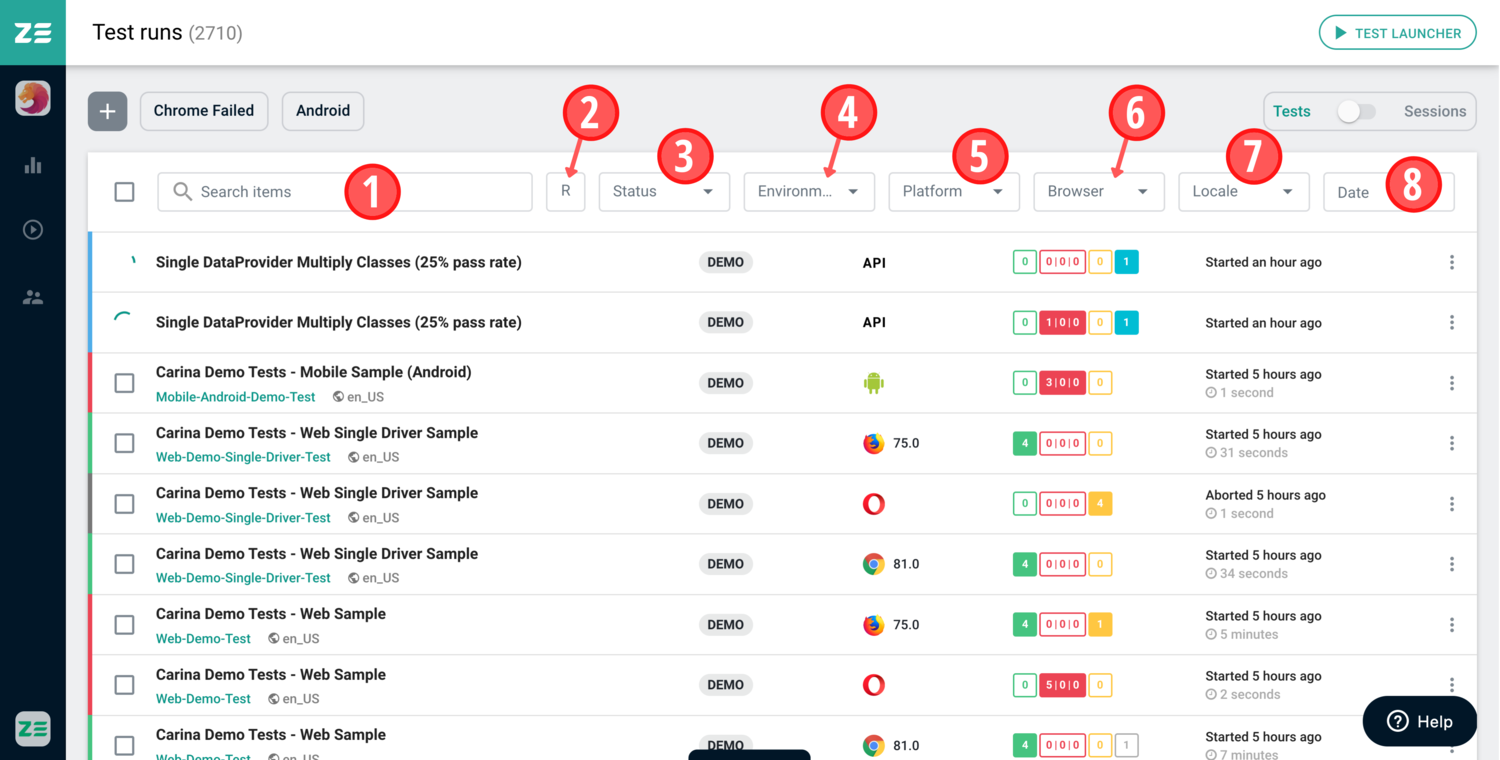 ZE
Test runs (2710)
TEST LAUNCHER
+
Chrome Failed
Android
Tests
Sessions
1
2
3
4
5
6
7
8
Search items
R
Status
Environm...
Platform
Browser
Locale
Date
Single DataProvider Multiply Classes (25% pass rate)
DEMO
API
0 0|0|0 0 1
Started an hour ago
Single DataProvider Multiply Classes (25% pass rate)
DEMO
API
0 1|0|0 0 1
Started an hour ago
Carina Demo Tests - Mobile Sample (Android)
Mobile-Android-Demo-Test en_US
DEMO
0 3|0|0 0
Started 5 hours ago
1 second
Carina Demo Tests - Web Single Driver Sample
Web-Demo-Single-Driver-Test en_US
DEMO
75.0
4 0|0|0 0
Started 5 hours ago
31 seconds
Carina Demo Tests - Web Single Driver Sample
Web-Demo-Single-Driver-Test en_US
DEMO
0 0|0|0 4
Aborted 5 hours ago
1 second
Carina Demo Tests - Web Single Driver Sample
Web-Demo-Single-Driver-Test en_US
DEMO
81.0
4 0|0|0 0
Started 5 hours ago
34 seconds
Carina Demo Tests - Web Sample
Web-Demo-Test en_US
DEMO
75.0
4 0|0|0 1
Started 5 hours ago
5 minutes
Carina Demo Tests - Web Sample
Web-Demo-Test en_US
DEMO
0 5|0|0 0
Started 5 hours ago
2 seconds
Carina Demo Tests - Web Sample
Web-Demo-Test en_US
DEMO
81.0
4 0|0|0 0 1
Started 5 hours ago
7 minutes
ZE
? Help